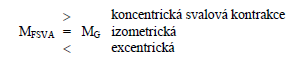 > koncentrická svalová kontrakce
MFSVA = MG izometrická
< excentrická